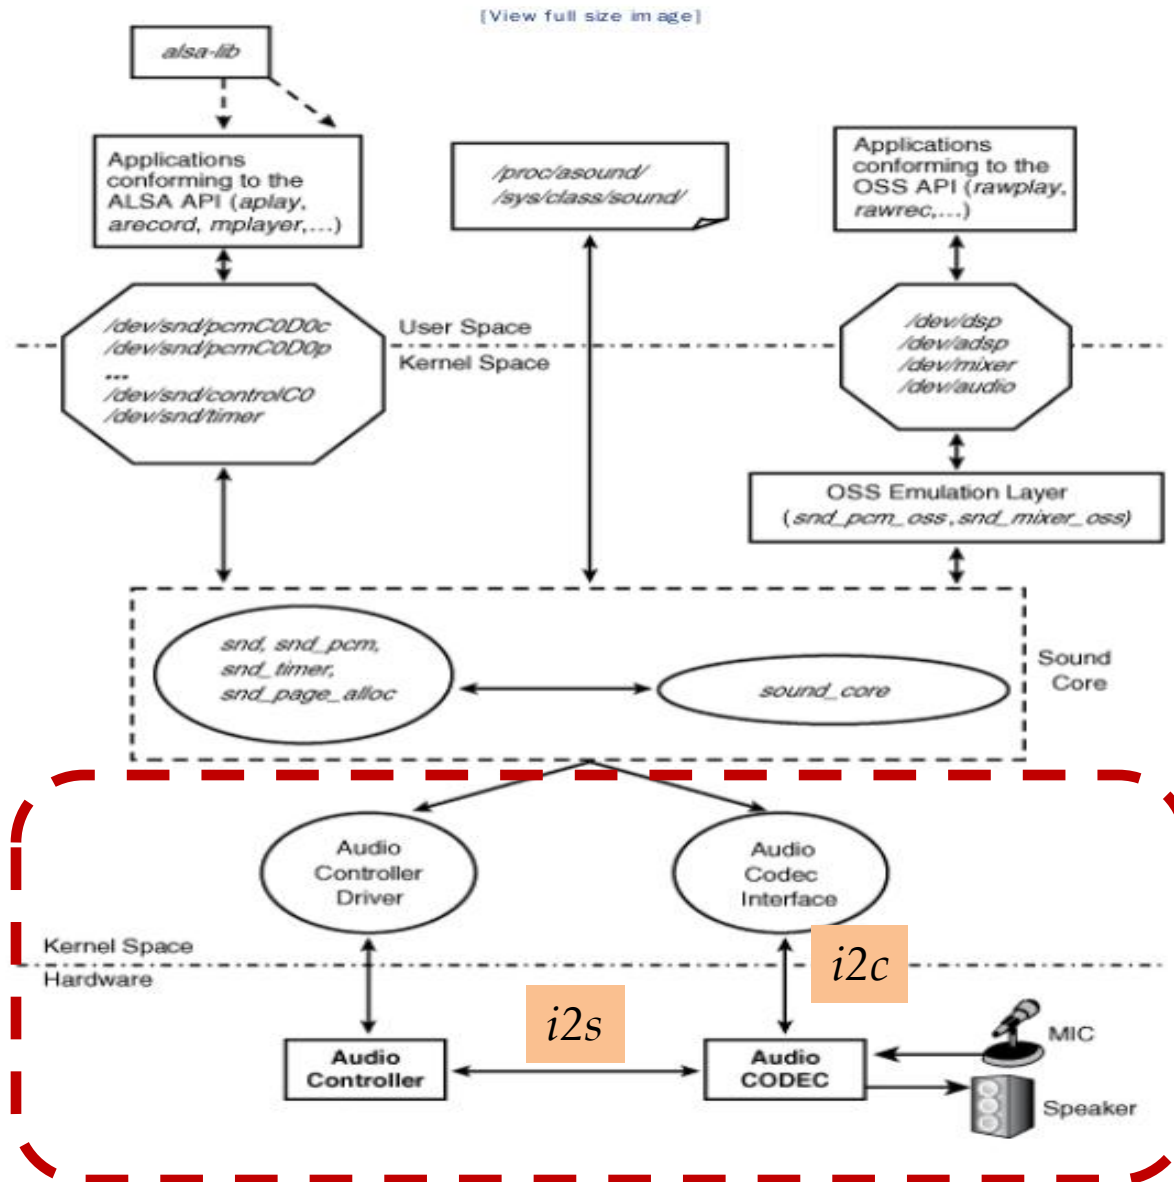 [View full size image]
alsa-lib
Applications
conforming to the
ALSA API (aplay,
arecord, mplayer,...)
/proc/asound/
/sys/class/sound/
Applications
conforming to the
OSS API (rawplay,
rawrec,...)
/dev/snd/pcmC0D0c
/dev/snd/pcmC0D0p
...
/dev/snd/controlC0
/dev/snd/timer
User Space
Kernel Space
/dev/dsp
/dev/adsp
/dev/mixer
/dev/audio
OSS Emulation Layer
(snd_pcm_oss,snd_mixer_oss)
snd, snd_pcm,
snd_timer,
snd_page_alloc
sound_core
Sound
Core
Audio
Controller
Driver
Audio
Codec
Interface
Kernel Space
Hardware
i2s
i2c
Audio
Controller
Audio
CODEC
MIC
Speaker